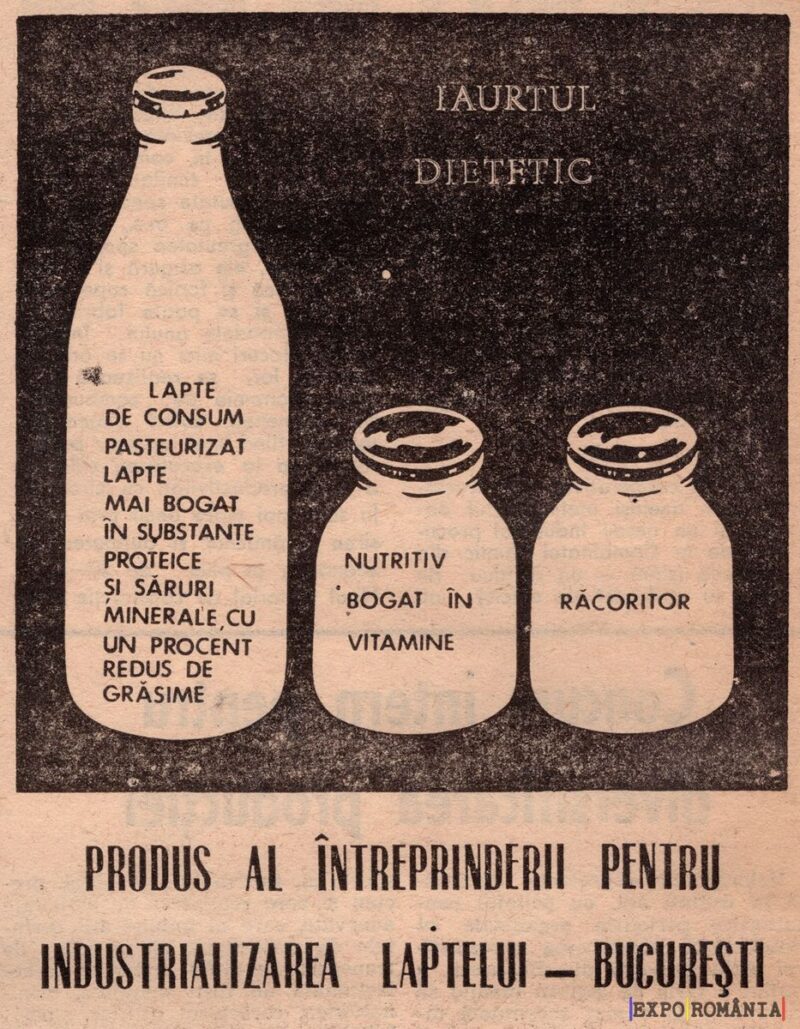 IAURTUL
DIETETIC
LAPTE
DE CONSUM
PASTEURIZAT
LAPTE
MAI BOGAT
ÎN SUBSTANȚE
PROTEICE
ȘI SĂRURI
MINERALE, CU
UN PROCENT
REDUS DE
GRĂSIME
NUTRITIV
BOGAT ÎN
VITAMINE
RĂCORITOR
PRODUS AL ÎNTREPRINDERII PENTRU
INDUSTRIALIZAREA LAPTELUI – BUCUREŞTI
EXPO ROMÂNIA